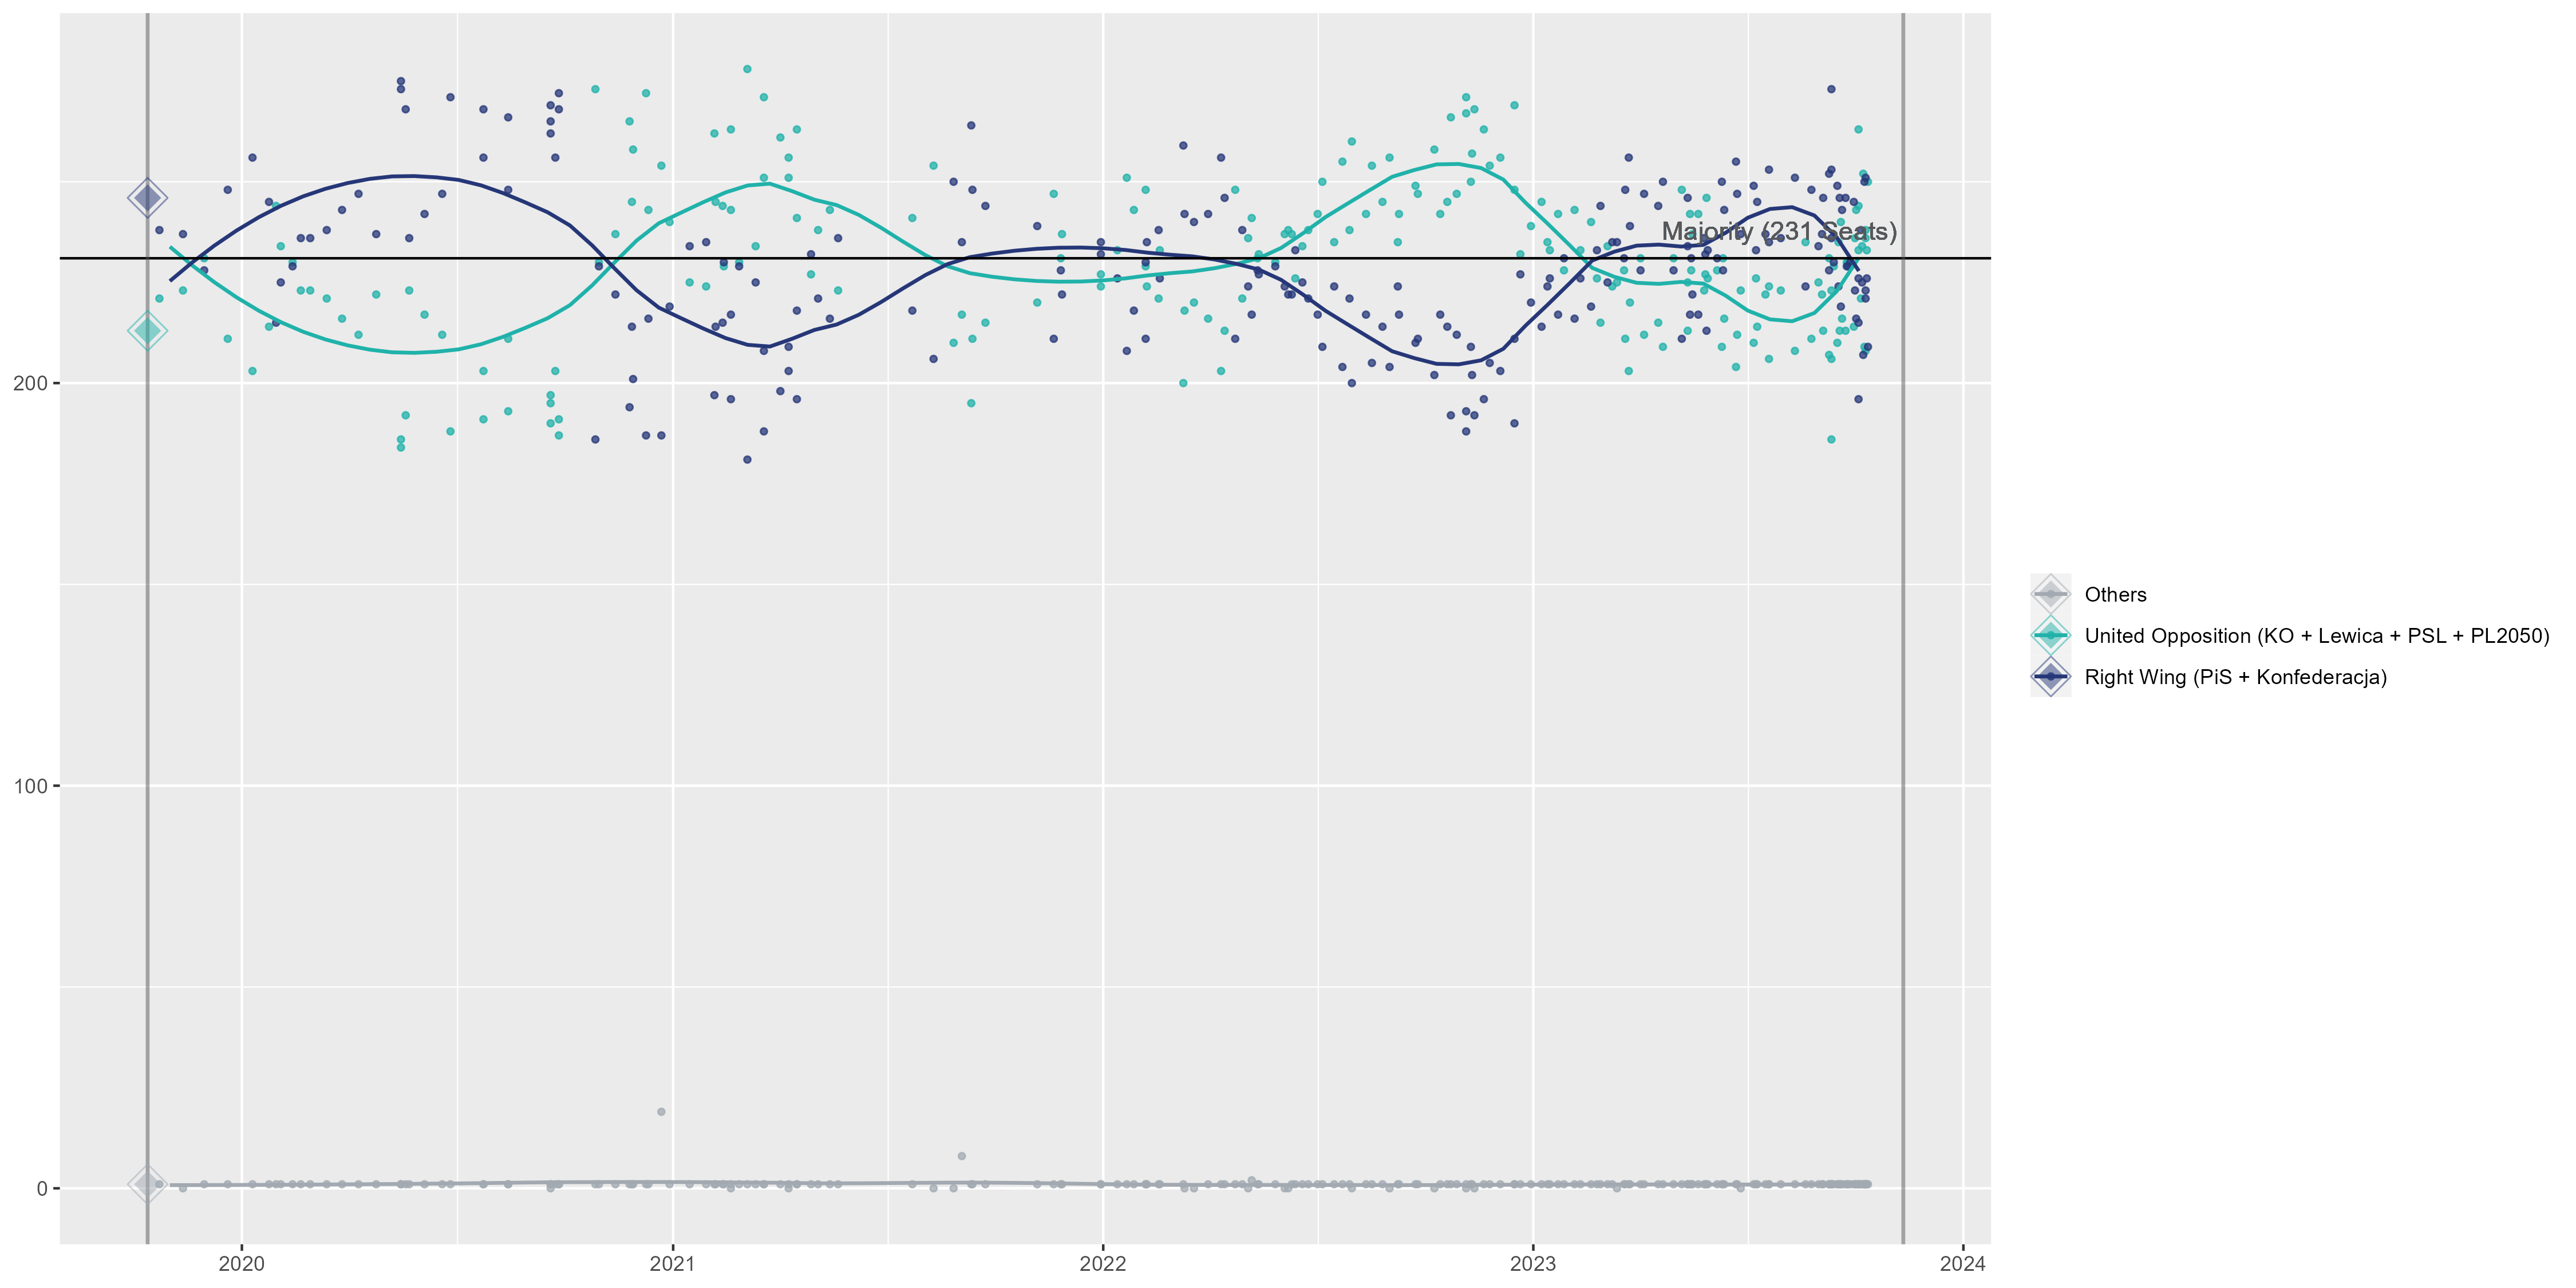 Majority (231 Seats)
200
100
0
2020
2021
2022
2023
2024
Others
United Opposition (KO + Lewica + PSL + PL2050)
Right Wing (PiS + Konfederacja)